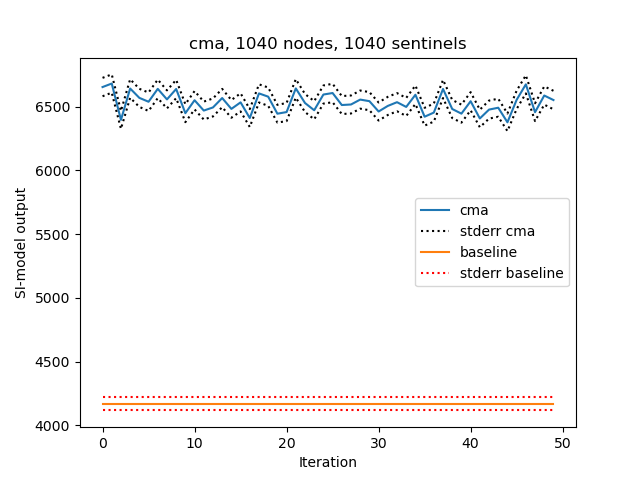 cma, 1040 nodes, 1040 sentinels
6500
6000
5500
5000
4500
4000
SI-model output
cma
stderr cma
baseline
stderr baseline
0 10 20 30 40 50
Iteration